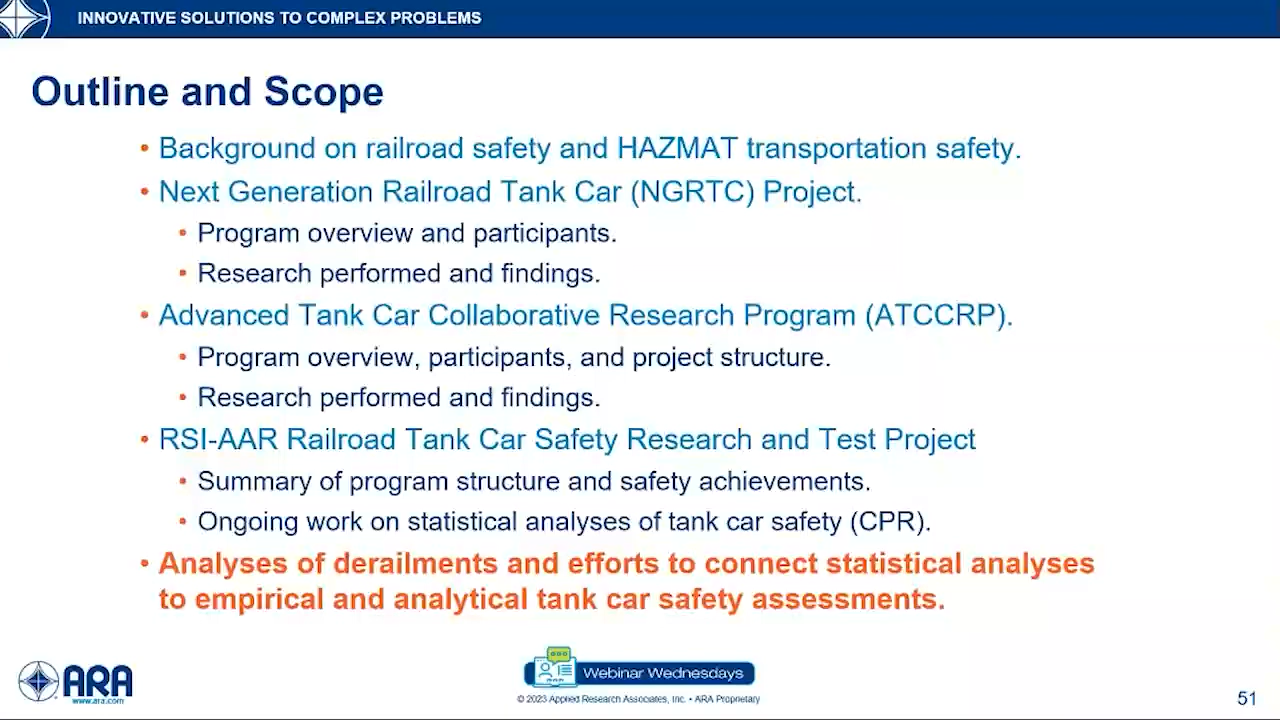 INNOVATIVE SOLUTIONS TO COMPLEX PROBLEMS
Outline and Scope
• Background on railroad safety and HAZMAT transportation safety.
• Next Generation Railroad Tank Car (NGRTC) Project.
• Program overview and participants.
• Research performed and findings.
• Advanced Tank Car Collaborative Research Program (ATCCRP).
• Program overview, participants, and project structure.
• Research performed and findings.
• RSI-AAR Railroad Tank Car Safety Research and Test Project
• Summary of program structure and safety achievements.
• Ongoing work on statistical analyses of tank car safety (CPR).
• Analyses of derailments and efforts to connect statistical analyses
to empirical and analytical tank car safety assessments.
ARA
www.ara.com
Webinar Wednesdays
© 2023 Applied Research Associates, Inc. • ARA Proprietary
51